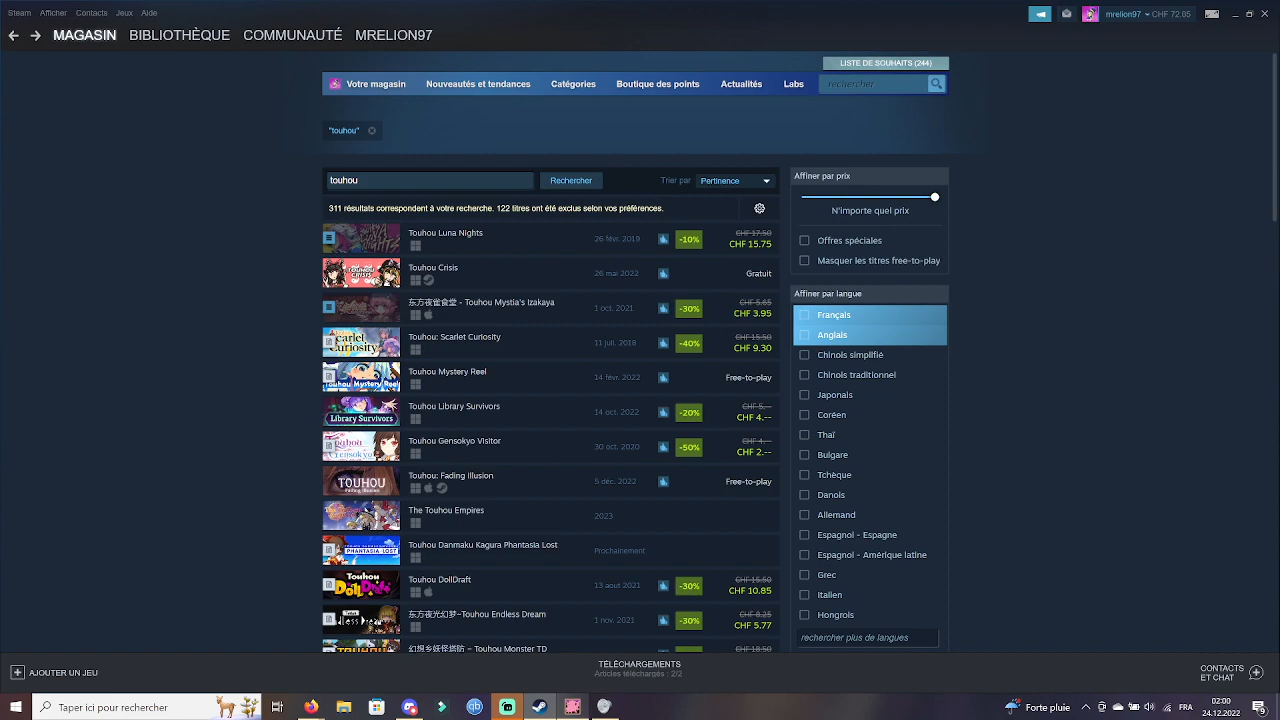 Steam Afficher Contacts Jeux Aide
mrelion97 CHF 72.05
MAGASIN BIBLIOTHÈQUE COMMUNAUTÉ MRELION97
LISTE DE SOUHAITS (244)
Votre magasin Nouveautés et tendances Catégories Boutique des points Actualités Labs rechercher
"touhou"
touhou Rechercher Trier par Pertinence
311 résultats correspondent à votre recherche. 122 titres ont été exclus selon vos préférences.
Touhou Luna Nights 26 févr. 2019 -10% CHF 17.50 CHF 15.75
Touhou Crisis 26 mai 2022 Gratuit
东方夜雀食堂 - Touhou Mystia's Izakaya 1 oct. 2021 -30% CHF 5.65 CHF 3.95
Touhou: Scarlet Curiosity 11 juil. 2018 -40% CHF 15.50 CHF 9.30
Touhou Mystery Reel 14 févr. 2022 Free-to-play
Touhou Library Survivors 14 oct. 2022 -20% CHF 5.-- CHF 4.--
Touhou Gensokyo Visitor 30 oct. 2020 -50% CHF 4.-- CHF 2.--
Touhou: Fading Illusion 5 déc. 2022 Free-to-play
The Touhou Empires 2023
Touhou Danmaku Kagura Phantasia Lost Prochainement
Touhou DollDraft 13 aout 2021 -30% CHF 15.50 CHF 10.85
东方夜光幻梦-Touhou Endless Dream 1 nov. 2021 -30% CHF 8.25 CHF 5.77
幻想乡妖怪塔防 - Touhou Monster TD CHF 18.50
Affiner par prix
N'importe quel prix
Offres spéciales
Masquer les titres free-to-play
Affiner par langue
Français
Anglais
Chinois simplifié
Chinois traditionnel
Japonais
Coréen
Thaï
Bulgare
Tchèque
Danois
Allemand
Espagnol - Espagne
Espagnol - Amérique latine
Grec
Italien
Hongrois
rechercher plus de langues
AJOUTER UN JEU
TÉLÉCHARGEMENTS
Articles téléchargés : 2/2
CONTACTS
ET CHAT
Taper ici pour rechercher
7°C FRA 02:00
24.12.2022